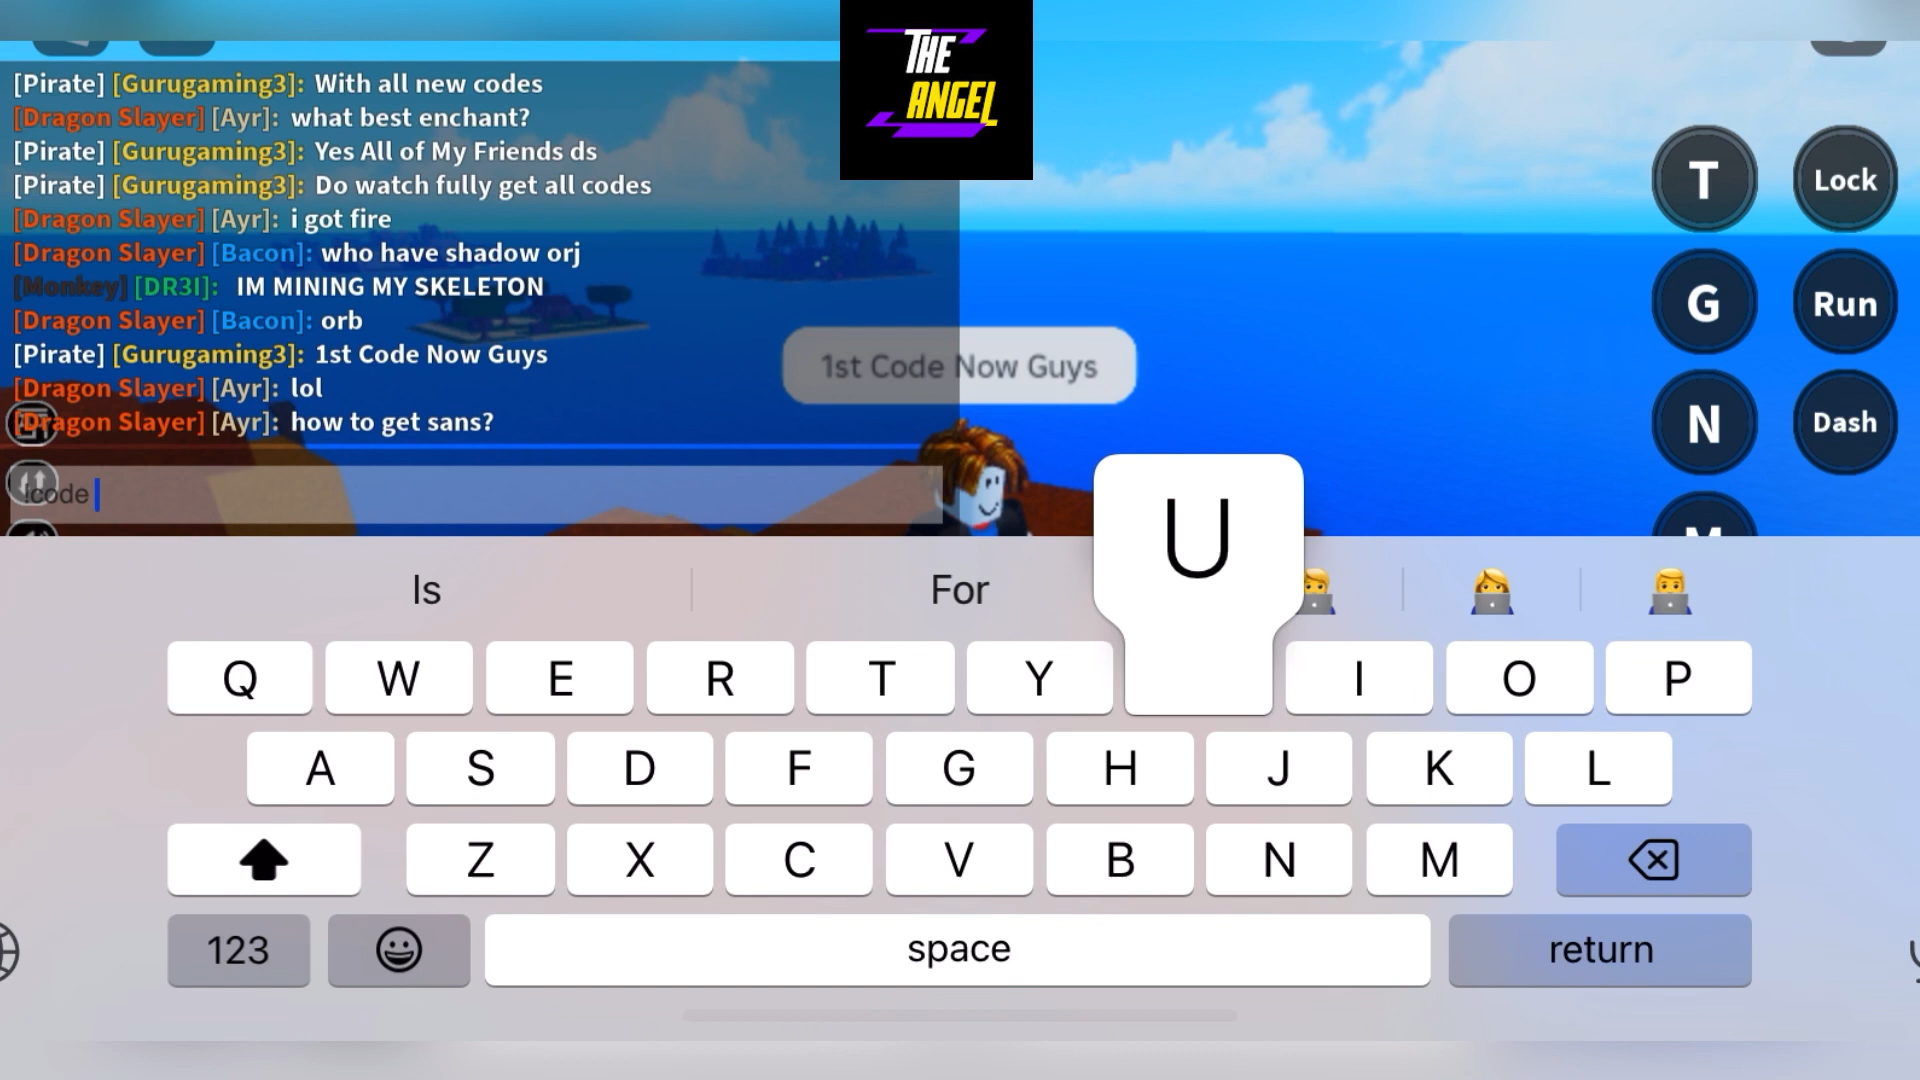 THE
ANGEL
[Pirate] [Gurugaming3]: With all new codes
[Dragon Slayer] [Ayr]: what best enchant?
[Pirate] [Gurugaming3]: Yes All of My Friends ds
[Pirate] [Gurugaming3]: Do watch fully get all codes
[Dragon Slayer] [Ayr]: i got fire
[Dragon Slayer] [Bacon]: who have shadow orj
[Monkey] [DR3I]: IM MINING MY SKELETON
[Dragon Slayer] [Bacon]: orb
[Pirate] [Gurugaming3]: 1st Code Now Guys
[Dragon Slayer] [Ayr]: lol
[Dragon Slayer] [Ayr]: how to get sans?
!code
1st Code Now Guys
T Lock
G Run
N Dash
M
Is For
U
Q W E R T Y I O P
A S D F G H J K L
Z X C V B N M
123 space return